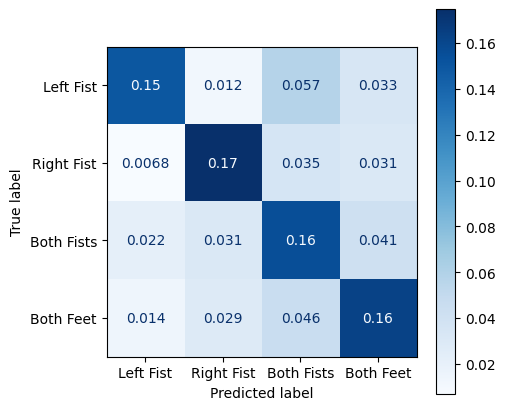 Left Fist 0.15 0.012 0.057 0.033
Right Fist 0.0068 0.17 0.035 0.031
Both Fists 0.022 0.031 0.16 0.041
Both Feet 0.014 0.029 0.046 0.16
Left Fist Right Fist Both Fists Both Feet
Predicted label
True label
0.16
0.14
0.12
0.10
0.08
0.06
0.04
0.02